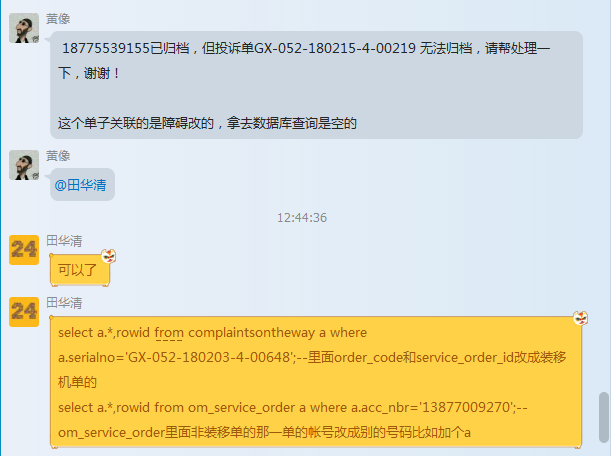 黄像
18775539155已归档，但投诉单GX-052-180215-4-00219 无法归档，请帮处理一
下，谢谢！
这个单子关联的是障碍改的，拿去数据库查询是空的
黄像
@田华清
12:44:36
24
田华清
可以了
24
田华清
select a.*,rowid from complaintsontheway a where
a.serialno='GX-052-180203-4-00648';--里面order_code和service_order_id改成装移
机单的
select a.*,rowid from om_service_order a where a.acc_nbr='13877009270';--
om_service_order里面非装移单的那一单的帐号改成别的号码比如加个a